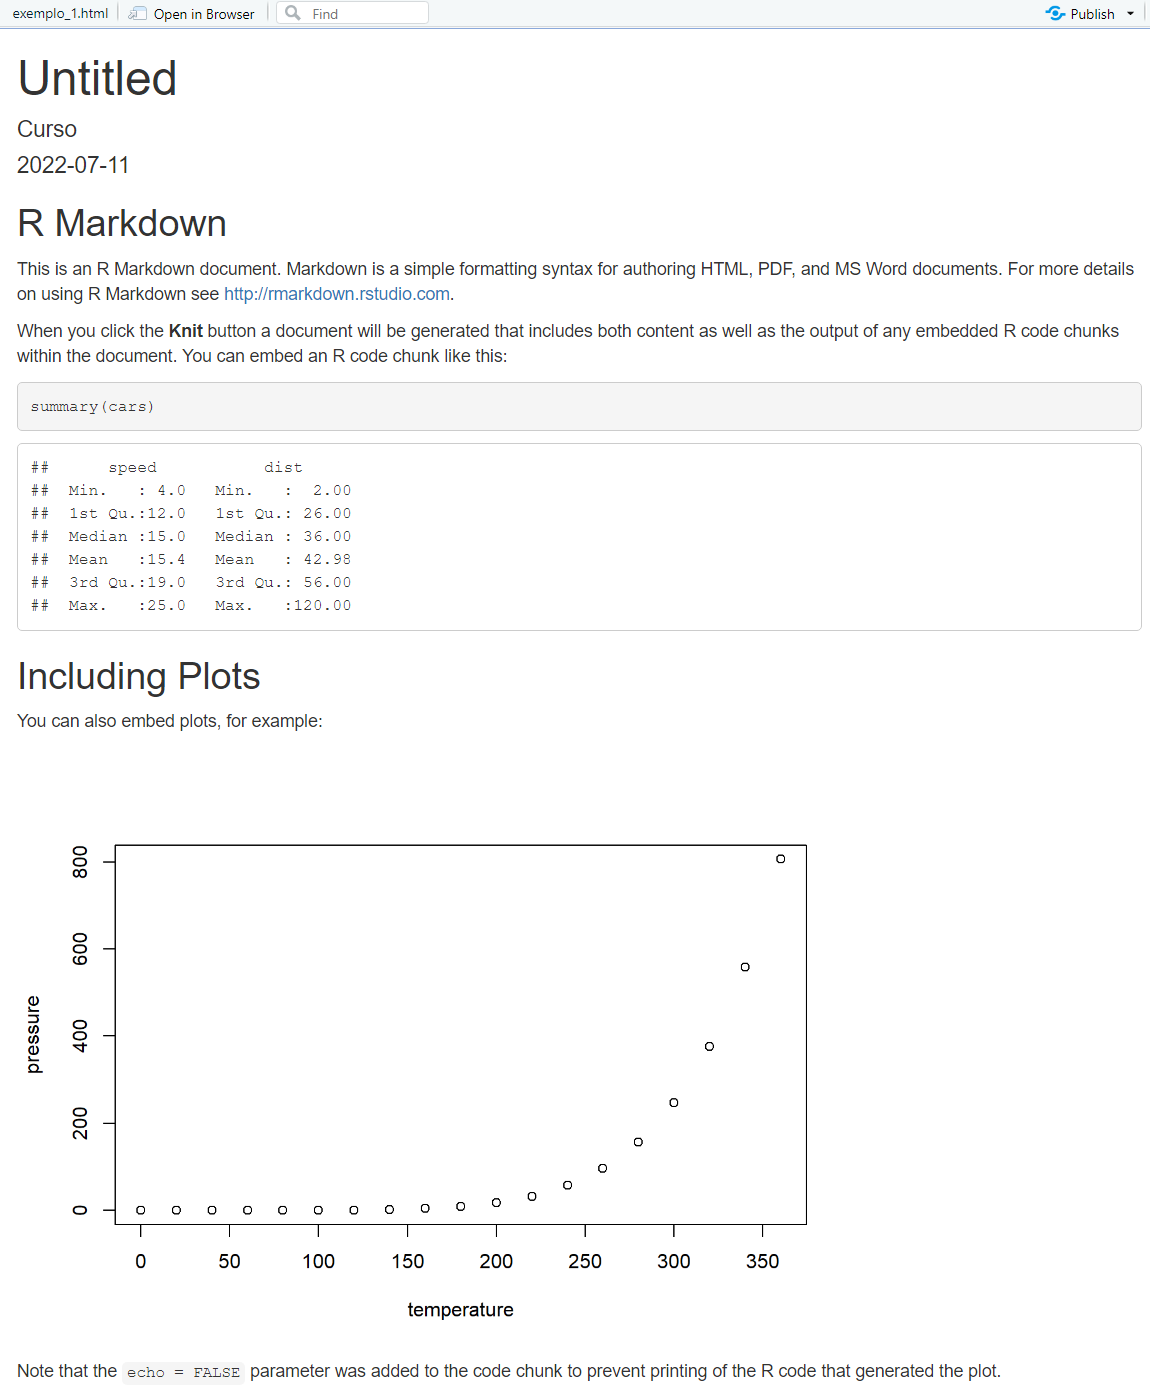 exemplo_1.html Open in Browser Find Publish
Untitled
Curso
2022-07-11
R Markdown
This is an R Markdown document. Markdown is a simple formatting syntax for authoring HTML, PDF, and MS Word documents. For more details
on using R Markdown see http://rmarkdown.rstudio.com.
When you click the Knit button a document will be generated that includes both content as well as the output of any embedded R code chunks
within the document. You can embed an R code chunk like this:
summary(cars)
##      speed           dist
##  Min.   : 4.0   Min.   :  2.00
##  1st Qu.:12.0   1st Qu.: 26.00
##  Median :15.0   Median : 36.00
##  Mean   :15.4   Mean   : 42.98
##  3rd Qu.:19.0   3rd Qu.: 56.00
##  Max.   :25.0   Max.   :120.00
Including Plots
You can also embed plots, for example:
800
600
400
200
0
pressure
0 50 100 150 200 250 300 350
temperature
Note that the echo = FALSE parameter was added to the code chunk to prevent printing of the R code that generated the plot.